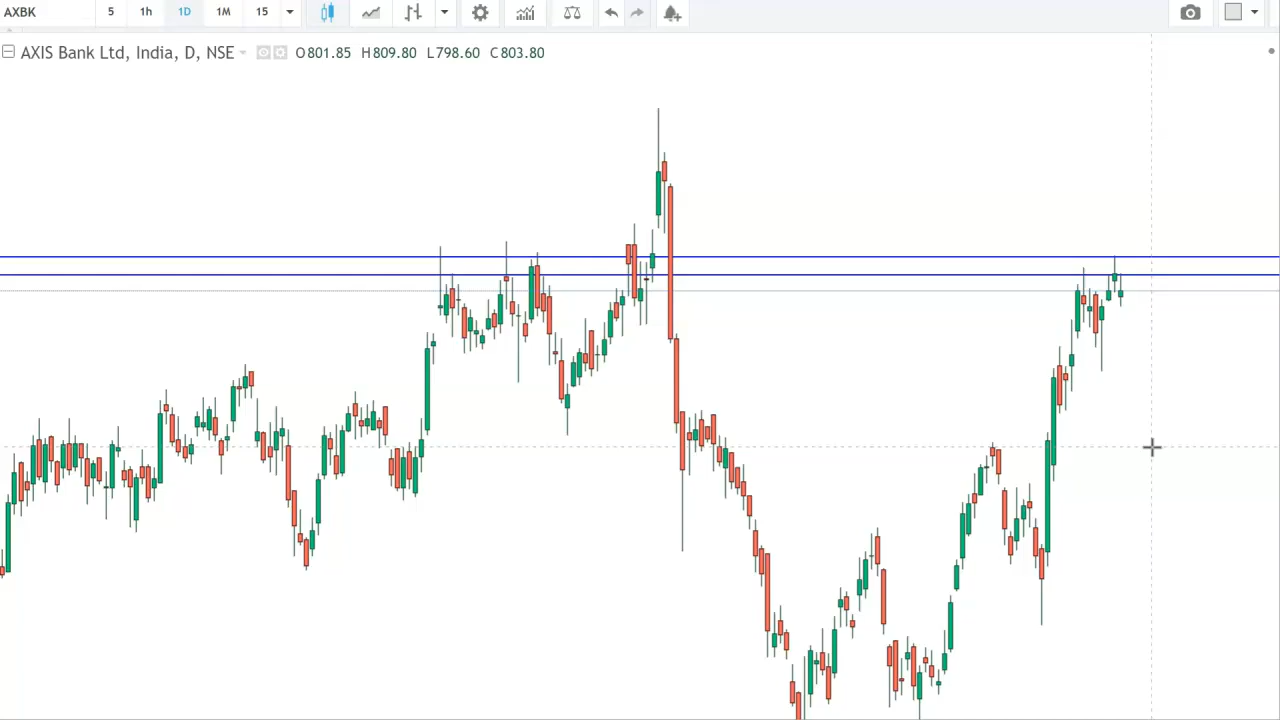 AXBK 5 1h 1D 1M 15
AXIS Bank Ltd, India, D, NSE O801.85 H809.80 L798.60 C803.80